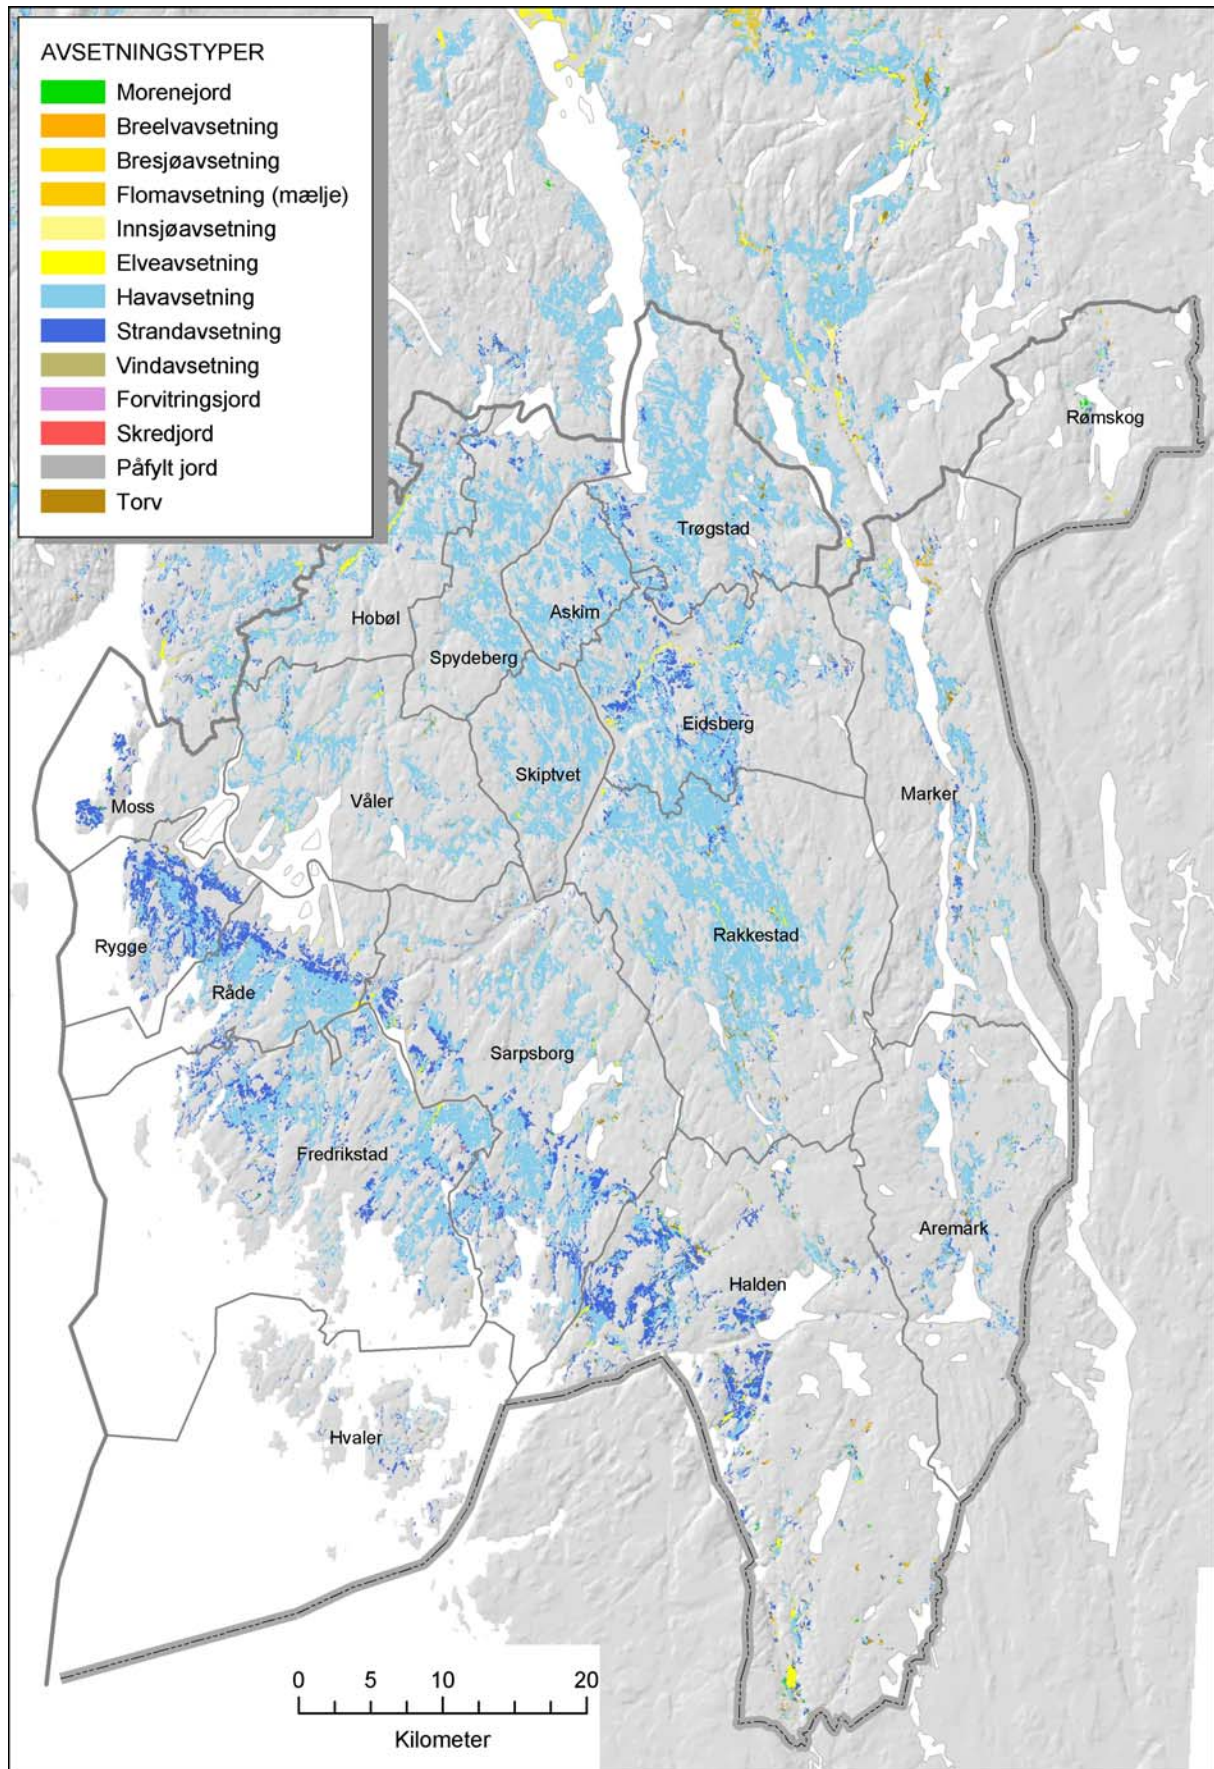 AVSETNINGSTYPER
Morenejord
Breelvavsetning
Bresjøavsetning
Flomavsetning (mælje)
Innsjøavsetning
Elveavsetning
Havavsetning
Strandavsetning
Vindavsetning
Forvitringsjord
Skredjord
Påfylt jord
Torv
Rømskog
Trøgstad
Hobøl
Askim
Spydeberg
Eidsberg
Skiptvet
Moss
Våler
Marker
Rygge
Rakkestad
Råde
Sarpsborg
Fredrikstad
Aremark
Halden
Hvaler
0 5 10 20
Kilometer